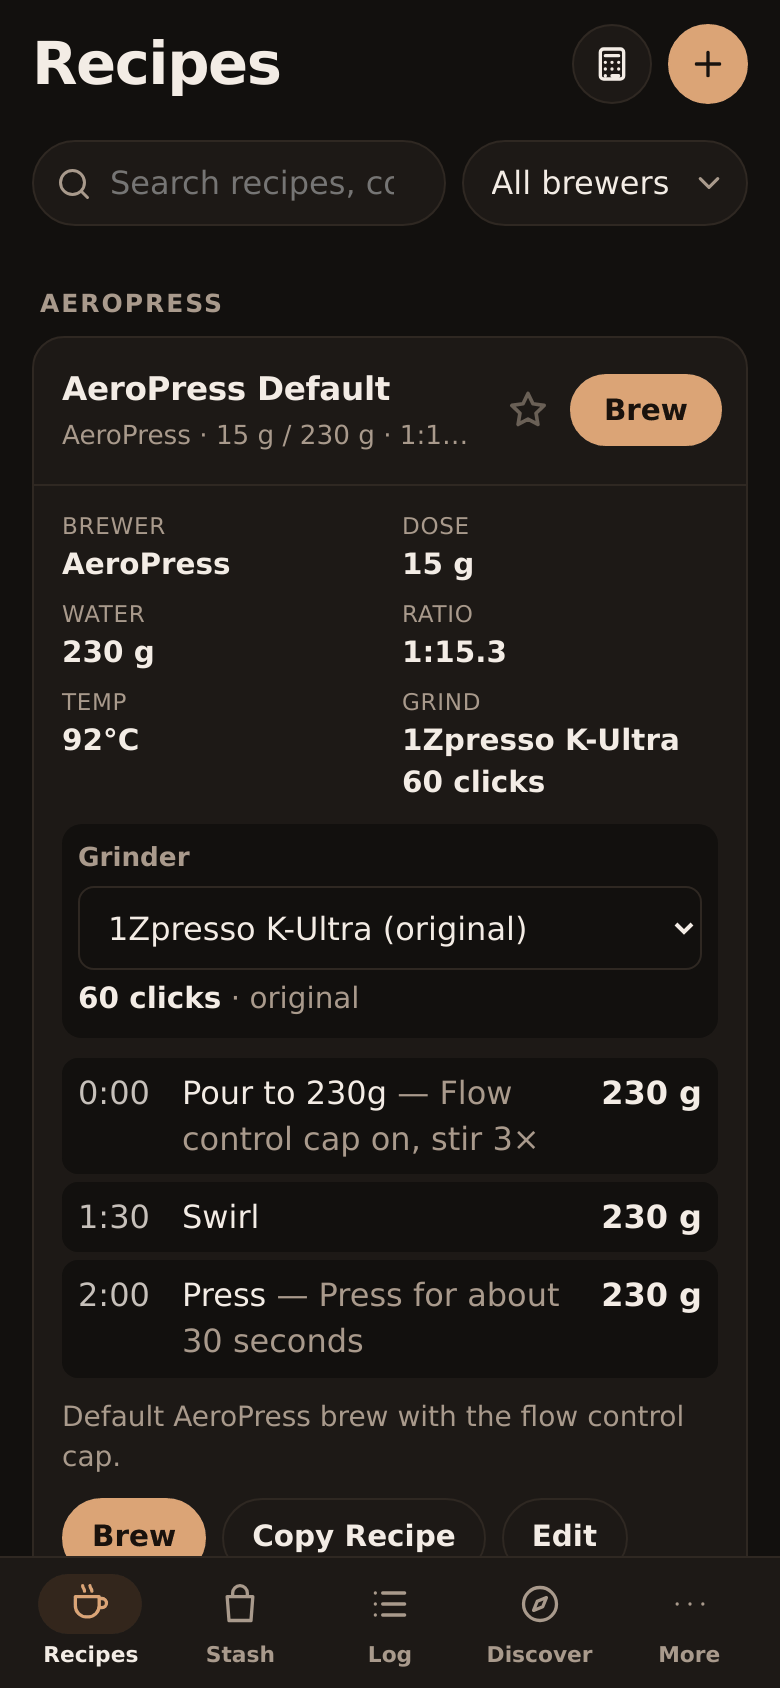 Recipes
Search recipes, co
All brewers
AEROPRESS
AeroPress Default
AeroPress · 15 g / 230 g · 1:1...
Brew
BREWER
AeroPress
DOSE
15 g
WATER
230 g
RATIO
1:15.3
TEMP
92°C
GRIND
1Zpresso K-Ultra
60 clicks
Grinder
1Zpresso K-Ultra (original)
60 clicks · original
0:00 Pour to 230g — Flow 230 g
control cap on, stir 3×
1:30 Swirl 230 g
2:00 Press — Press for about 230 g
30 seconds
Default AeroPress brew with the flow control
cap.
Brew
Copy Recipe
Edit
Recipes
Stash
Log
Discover
More